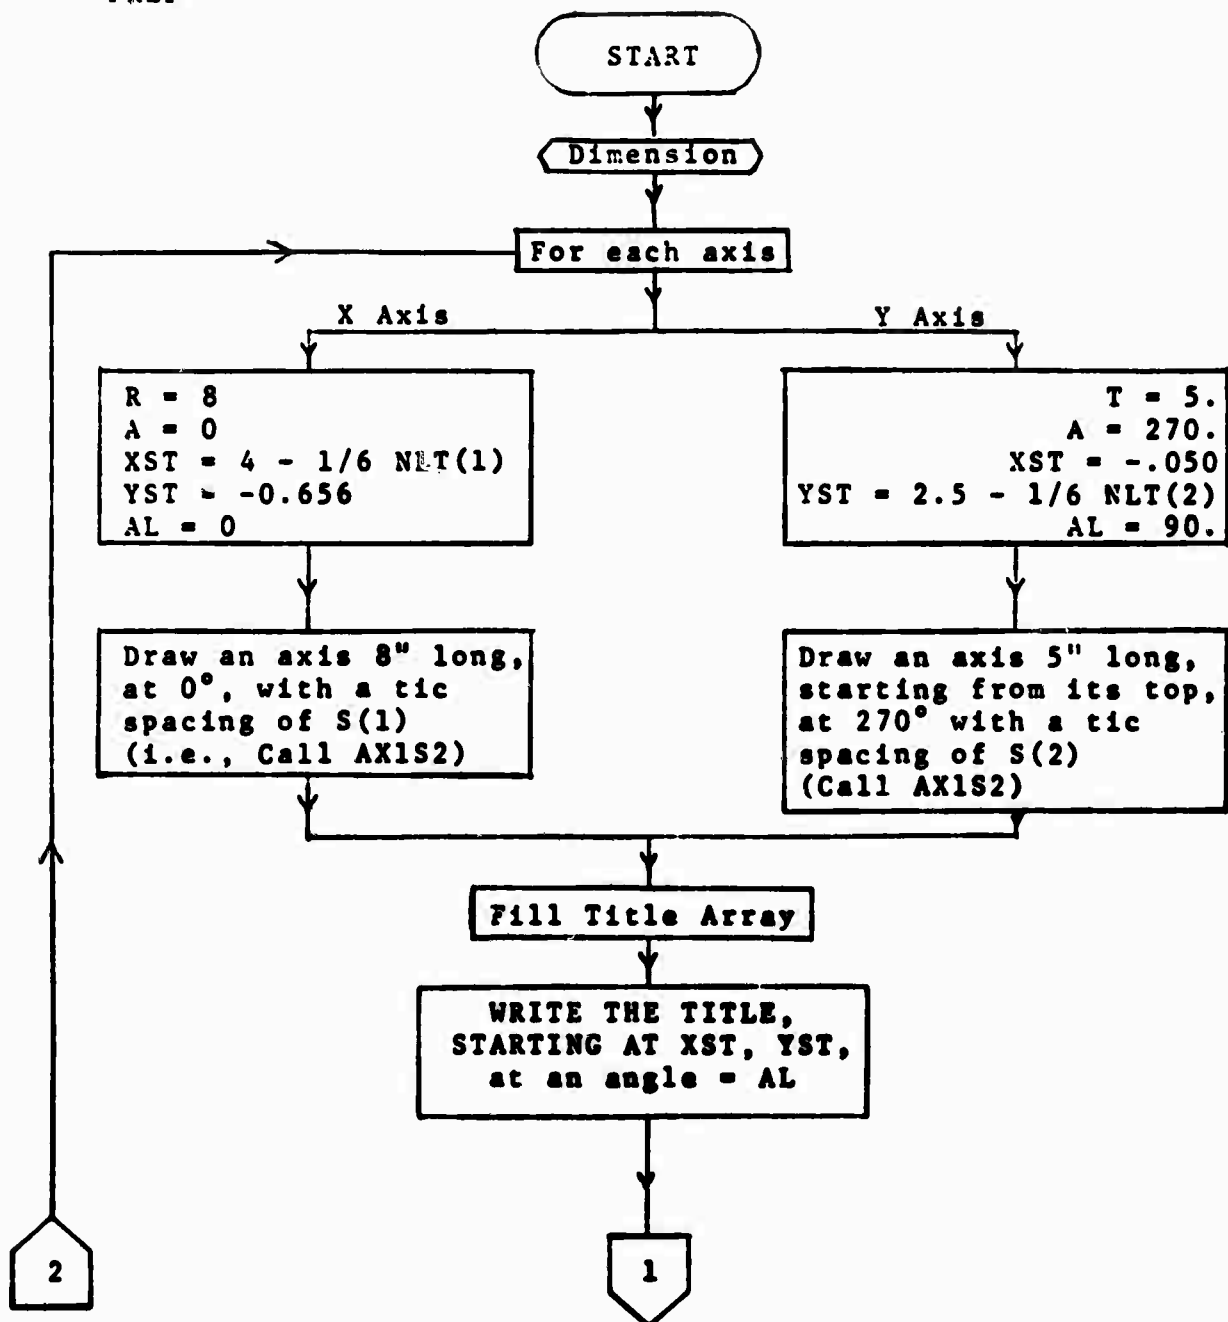 START
Dimension
For each axis
X Axis
Y Axis
R = 8
A = 0
XST = 4 - 1/6 NLT(1)
YST = -0.656
AL = 0
T = 5.
A = 270.
XST = -.050
YST = 2.5 - 1/6 NLT(2)
AL = 90.
Draw an axis 8" long,
at 0°, with a tic
spacing of S(1)
(i.e., Call AX1S2)
Draw an axis 5" long,
starting from its top,
at 270° with a tic
spacing of S(2)
(Call AX1S2)
Fill Title Array
WRITE THE TITLE,
STARTING AT XST, YST,
at an angle = AL
2
1